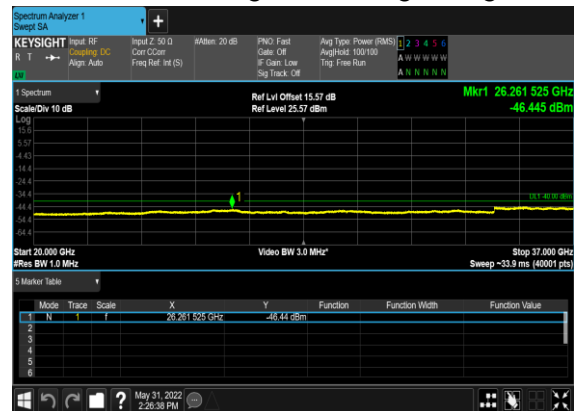 Spectrum Analyzer 1
Swept SA
+
KEYSIGHT Input: RF Input Z: 50 Ω #Atten: 20 dB PNO: Fast Avg Type: Power (RMS) 1 2 3 4 5 6
R T Coupling: DC Corr CCorr Gate: Off Avg|Hold: 100/100 A W W W W W
Align: Auto Freq Ref: Int (S) IF Gain: Low Trig: Free Run
LXI Sig Track: Off A N N N N N
1 Spectrum Ref Lvl Offset 15.57 dB Mkr1 26.261 525 GHz
Scale/Div 10 dB Ref Level 25.57 dBm -46.445 dBm
Log
15.6
5.57
-4.43
-14.4
-24.4
-34.4 1
-44.4
-54.4
-64.4
Start 20.000 GHz Video BW 3.0 MHz* Stop 37.000 GHz
#Res BW 1.0 MHz Sweep ~33.9 ms (40001 pts)
5 Marker Table
Mode Trace Scale X Y Function Function Width Function Value
1 N 1 f 26.261 525 GHz -46.44 dBm
2
3
4
5
6
? May 31, 2022
2:26:38 PM